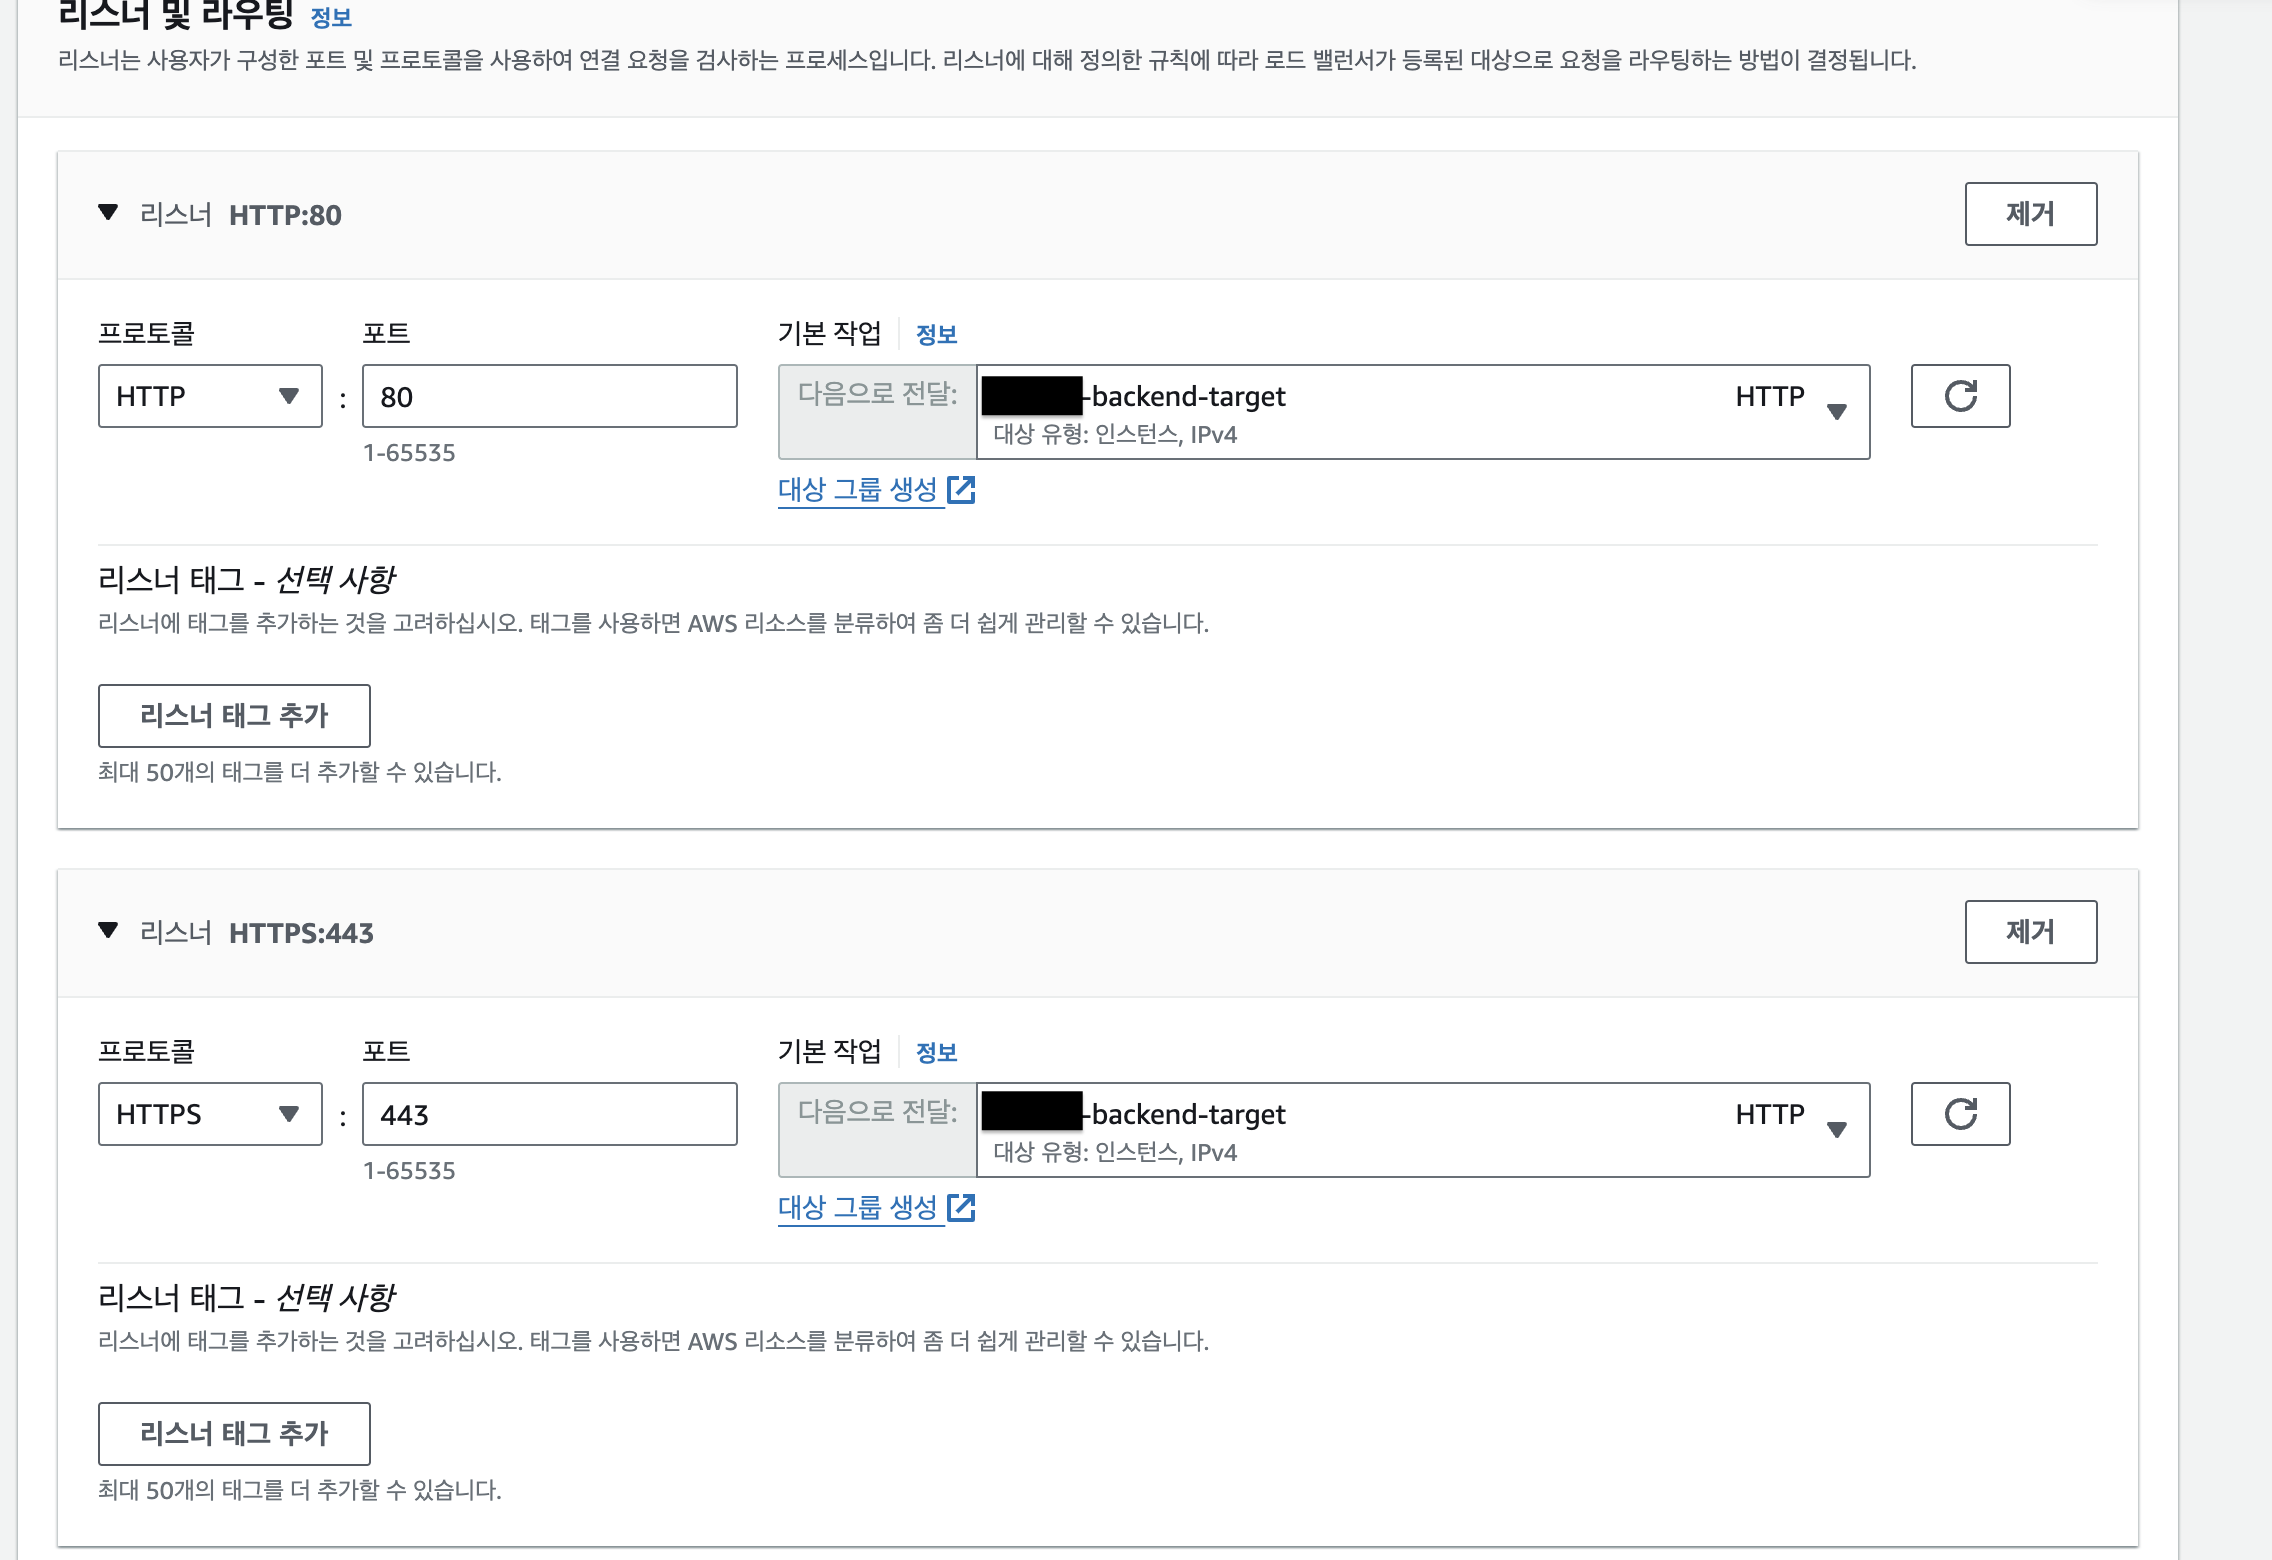 리스너 및 라우팅 정보
리스너는 사용자가 구성한 포트 및 프로토콜을 사용하여 연결 요청을 검사하는 프로세스입니다. 리스너에 대해 정의한 규칙에 따라 로드 밸런서가 등록된 대상으로 요청을 라우팅하는 방법이 결정됩니다.
리스너 HTTP:80 제거
프로토콜 포트 기본 작업 정보
HTTP : 80 다음으로 전달: -backend-target HTTP
대상 유형: 인스턴스, IPv4
1-65535
대상 그룹 생성
리스너 태그 - 선택 사항
리스너에 태그를 추가하는 것을 고려하십시오. 태그를 사용하면 AWS 리소스를 분류하여 좀 더 쉽게 관리할 수 있습니다.
리스너 태그 추가
최대 50개의 태그를 더 추가할 수 있습니다.
리스너 HTTPS:443 제거
프로토콜 포트 기본 작업 정보
HTTPS : 443 다음으로 전달: -backend-target HTTP
대상 유형: 인스턴스, IPv4
1-65535
대상 그룹 생성
리스너 태그 - 선택 사항
리스너에 태그를 추가하는 것을 고려하십시오. 태그를 사용하면 AWS 리소스를 분류하여 좀 더 쉽게 관리할 수 있습니다.
리스너 태그 추가
최대 50개의 태그를 더 추가할 수 있습니다.